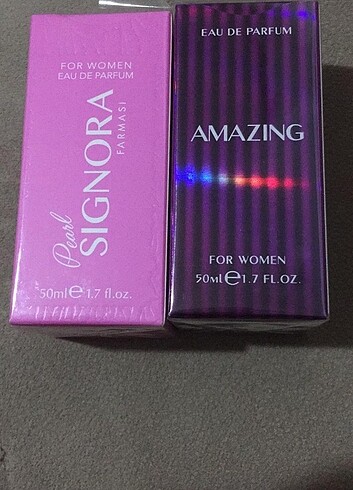 FOR WOMEN
EAU DE PARFUM
Pearl
SIGNORA
FARMASi
50ml e 1.7 fl.oz.
EAU DE PARFUM
AMAZING
FOR WOMEN
50ML e 1.7 FL.OZ.